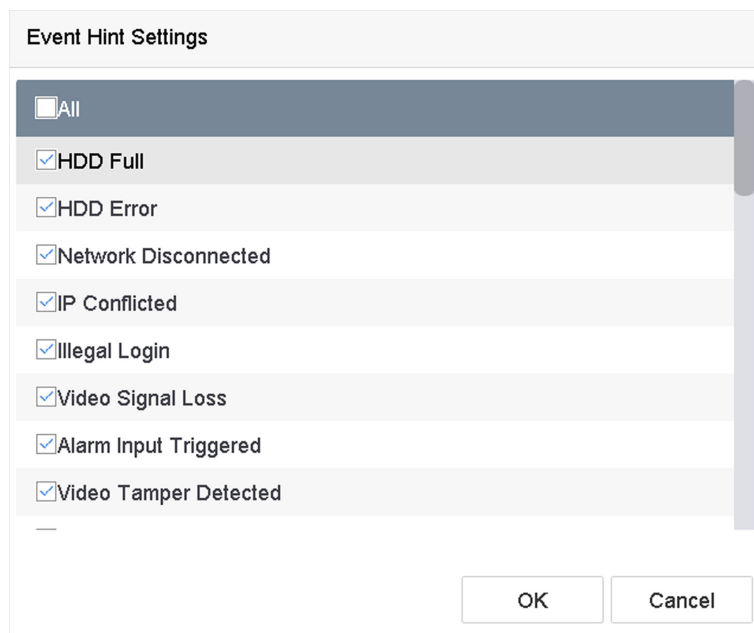 Event Hint Settings
All
HDD Full
HDD Error
Network Disconnected
IP Conflicted
Illegal Login
Video Signal Loss
Alarm Input Triggered
Video Tamper Detected
OK Cancel